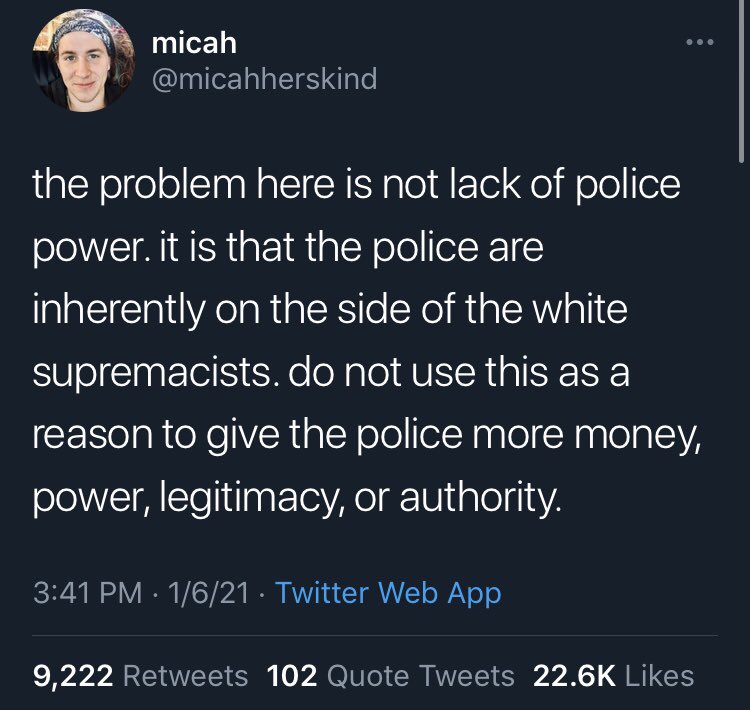 micah
@micahherskind
the problem here is not lack of police
power. it is that the police are
inherently on the side of the white
supremacists. do not use this as a
reason to give the police more money,
power, legitimacy, or authority.
3:41 PM · 1/6/21 · Twitter Web App
9,222 Retweets 102 Quote Tweets 22.6K Likes